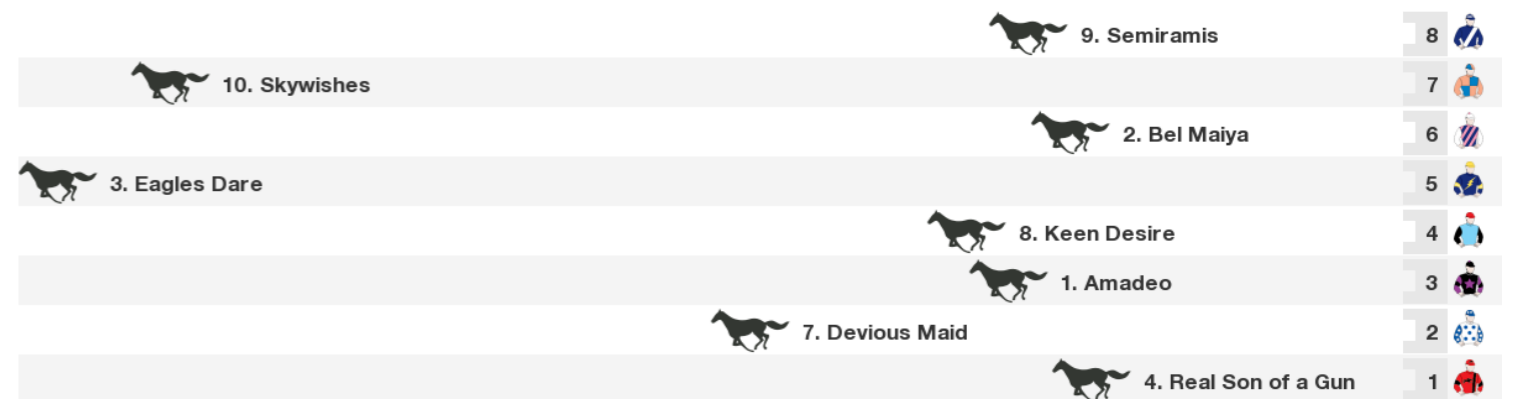 9. Semiramis 8
10. Skywishes 7
2. Bel Maiya 6
3. Eagles Dare 5
8. Keen Desire 4
1. Amadeo 3
7. Devious Maid 2
4. Real Son of a Gun 1